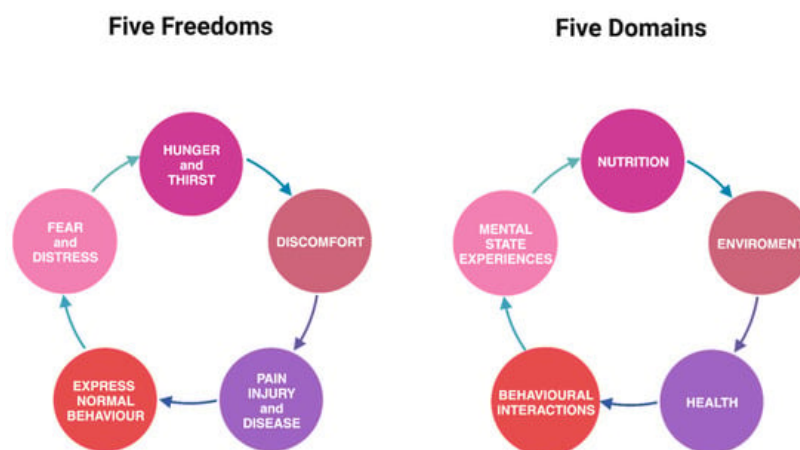 Five Freedoms
HUNGER
and
THIRST
DISCOMFORT
PAIN
INJURY
and
DISEASE
EXPRESS
NORMAL
BEHAVIOUR
FEAR
and
DISTRESS
Five Domains
NUTRITION
ENVIROMENT
HEALTH
BEHAVIOURAL
INTERACTIONS
MENTAL
STATE
EXPERIENCES